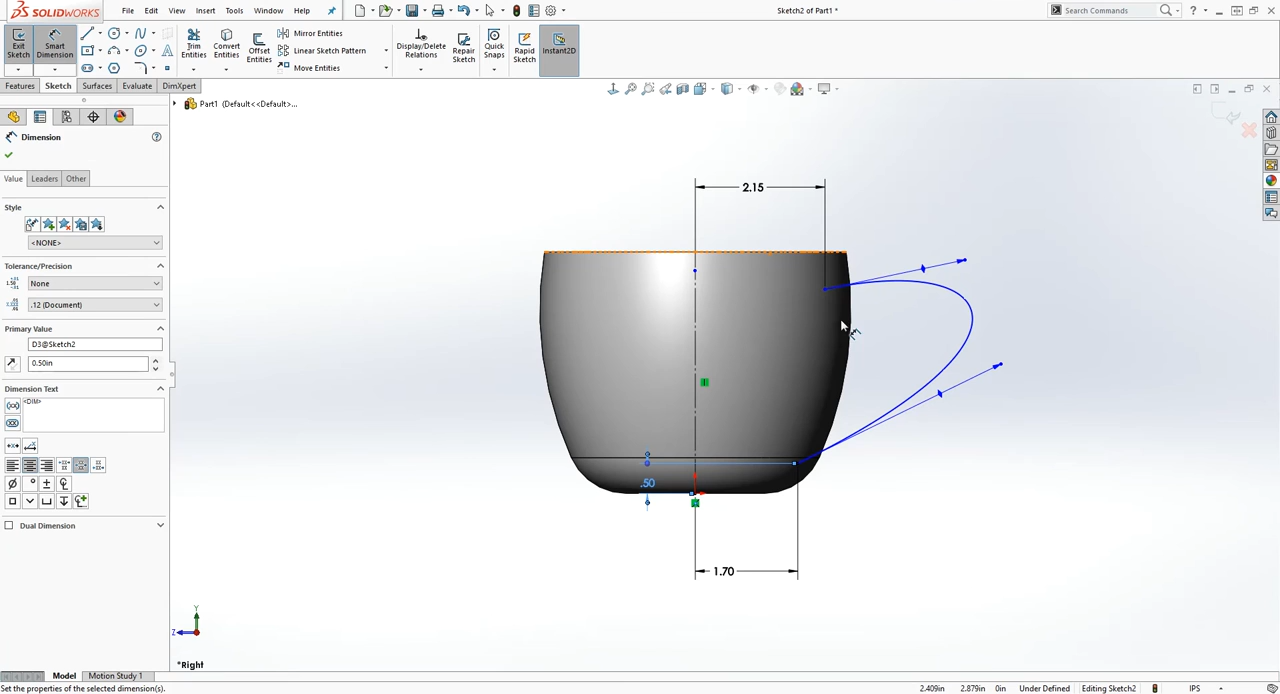 SOLIDWORKS
File Edit View Insert Tools Window Help
Sketch2 of Part1 *
Search Commands
Exit Sketch
Smart Dimension
Trim Entities
Convert Entities
Offset Entities
Mirror Entities
Linear Sketch Pattern
Move Entities
Display/Delete Relations
Repair Sketch
Quick Snaps
Rapid Sketch
Instant2D
Features Sketch Surfaces Evaluate DimXpert
Part1 (Default<<Default>...
Dimension
Value Leaders Other
Style
<NONE>
Tolerance/Precision
None
.12 (Document)
Primary Value
D3@Sketch2
0.50in
Dimension Text
<DIM>
Dual Dimension
2.15
.50
1.70
Y
Z
*Right
Model Motion Study 1
Set the properties of the selected dimension(s).
2.409in 2.879in 0in Under Defined Editing Sketch2 IPS